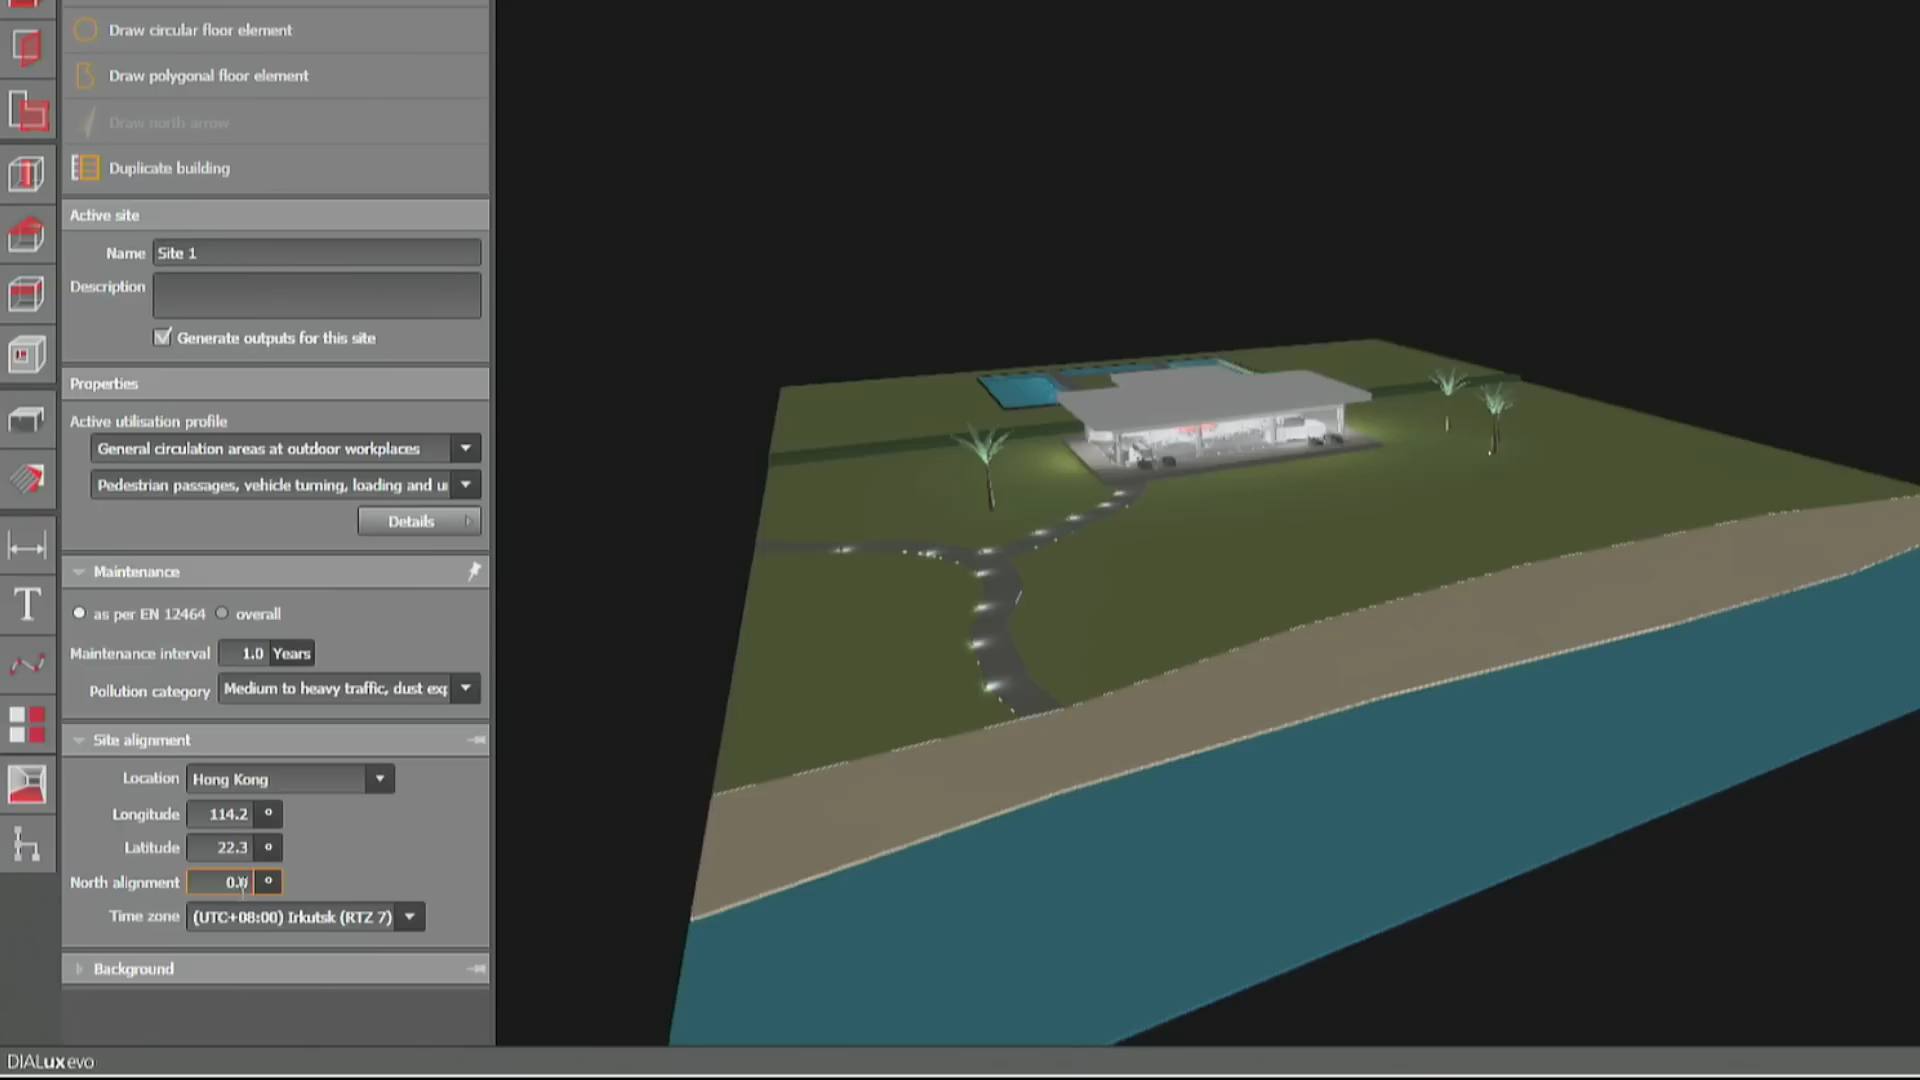 Draw circular floor element
Draw polygonal floor element
Draw north arrow
Duplicate building
Active site
Name Site 1
Description
Generate outputs for this site
Properties
Active utilisation profile
General circulation areas at outdoor workplaces
Pedestrian passages, vehicle turning, loading and u
Details
Maintenance
as per EN 12464 overall
Maintenance interval 1.0 Years
Pollution category Medium to heavy traffic, dust exp
Site alignment
Location Hong Kong
Longitude 114.2 °
Latitude 22.3 °
North alignment 0.0 °
Time zone (UTC+08:00) Irkutsk (RTZ 7)
Background
DIALux evo